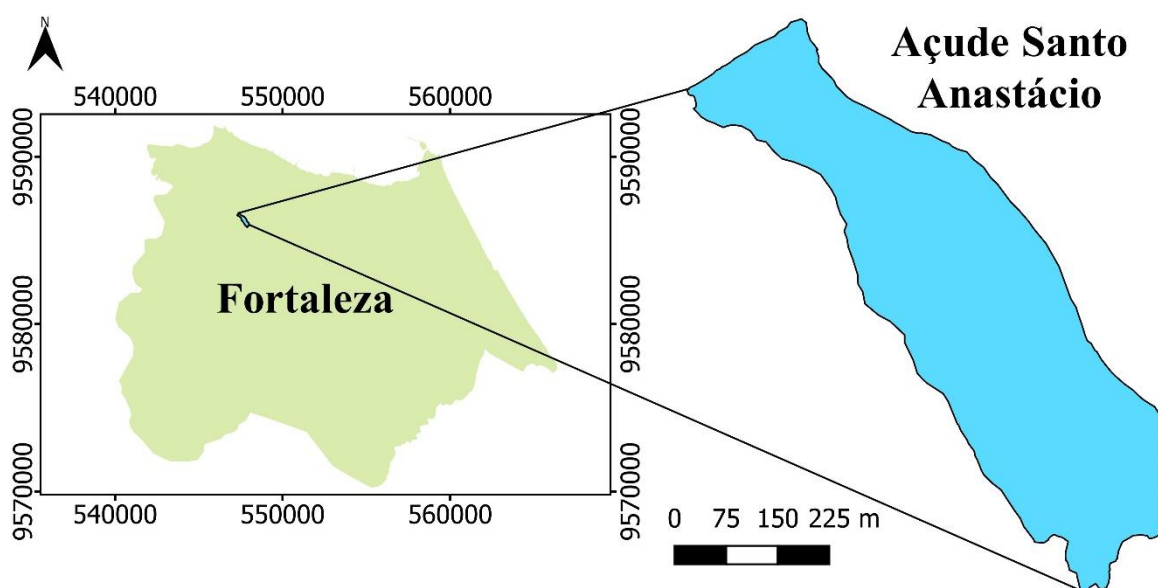 N
Açude Santo
Anastácio
540000 550000 560000
9590000 9590000
Fortaleza
9580000 9580000
9570000 9570000
540000 550000 560000
0 75 150 225 m